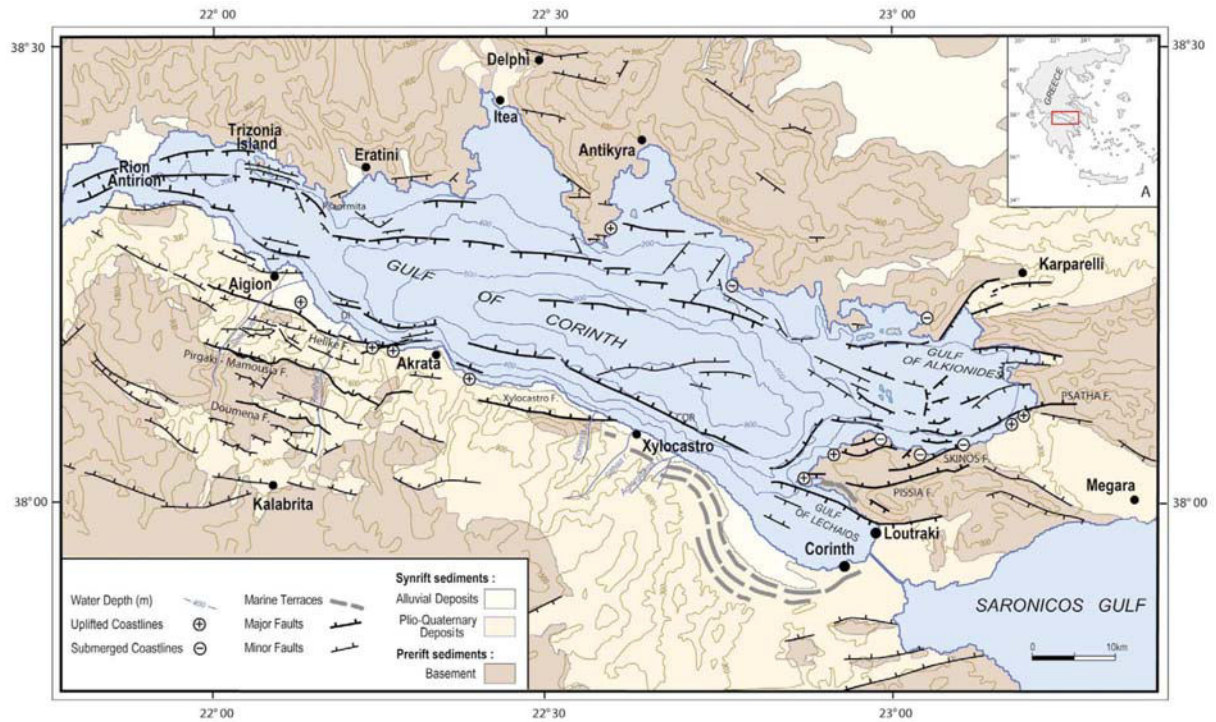 22° 00'
22° 30'
23° 00'
38° 30'
38° 30'
GREECE
A
Delphi
Itea
Trizonia
Island
Eratini
Antikyra
Rion
Antirion
Psaromita
Karparelli
GULF
OF
CORINTH
Aigion
DI
Helike F.
Akrata
GULF
OF ALKIONIDES
Pirgaki - Mamousia F.
PSATHA F.
Xylocastro F.
COR
Doumena F.
Xylocastro
SKINOS F.
PISSIA F.
Megara
Kalabrita
38° 00
38° 00
GULF
OF LECHAIOS
Loutraki
Corinth
SARONICOS GULF
Water Depth (m)
400
Uplifted Coastlines
Submerged Coastlines
Marine Terraces
Major Faults
Minor Faults
Synrift sediments :
Alluvial Deposits
Plio-Quaternary
Deposits
Prerift sediments :
Basement
0
10km
22° 00'
22° 30'
23° 00'